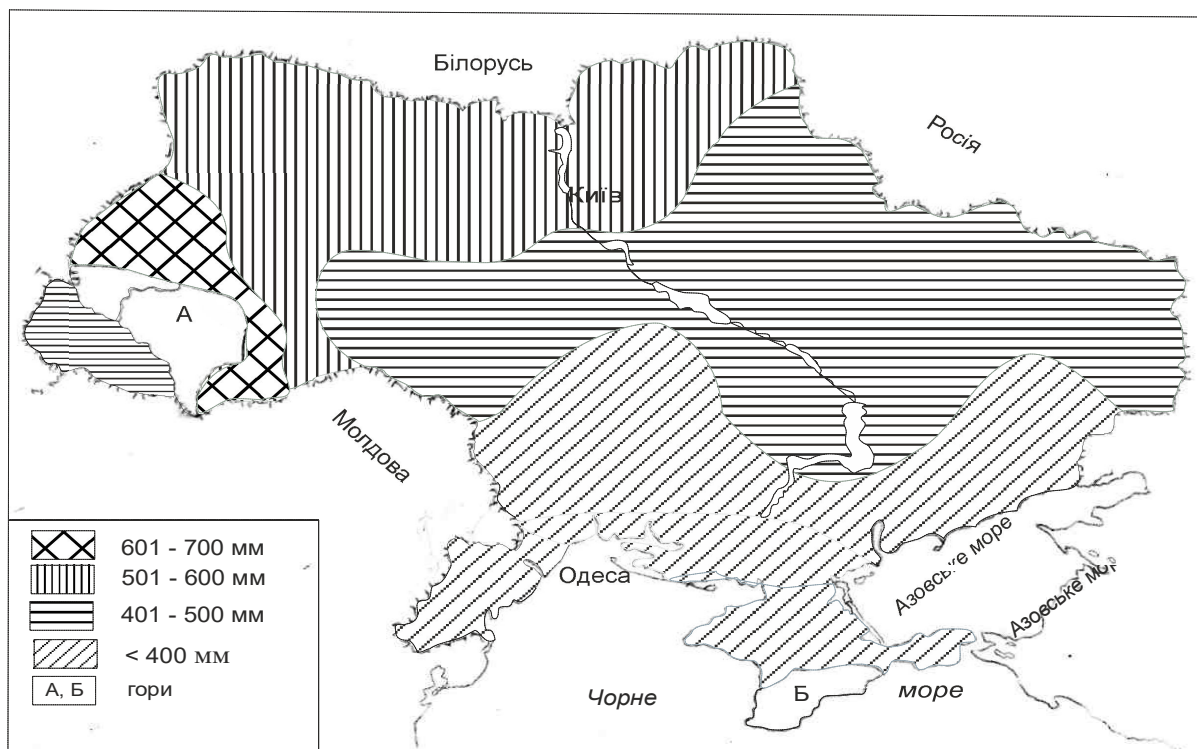 Білорусь
Росія
Київ
А
Молдова
Одеса
Азовське море
Азовське мор
Чорне
море
Б
601 - 700 мм
501 - 600 мм
401 - 500 мм
< 400 мм
А, Б гори